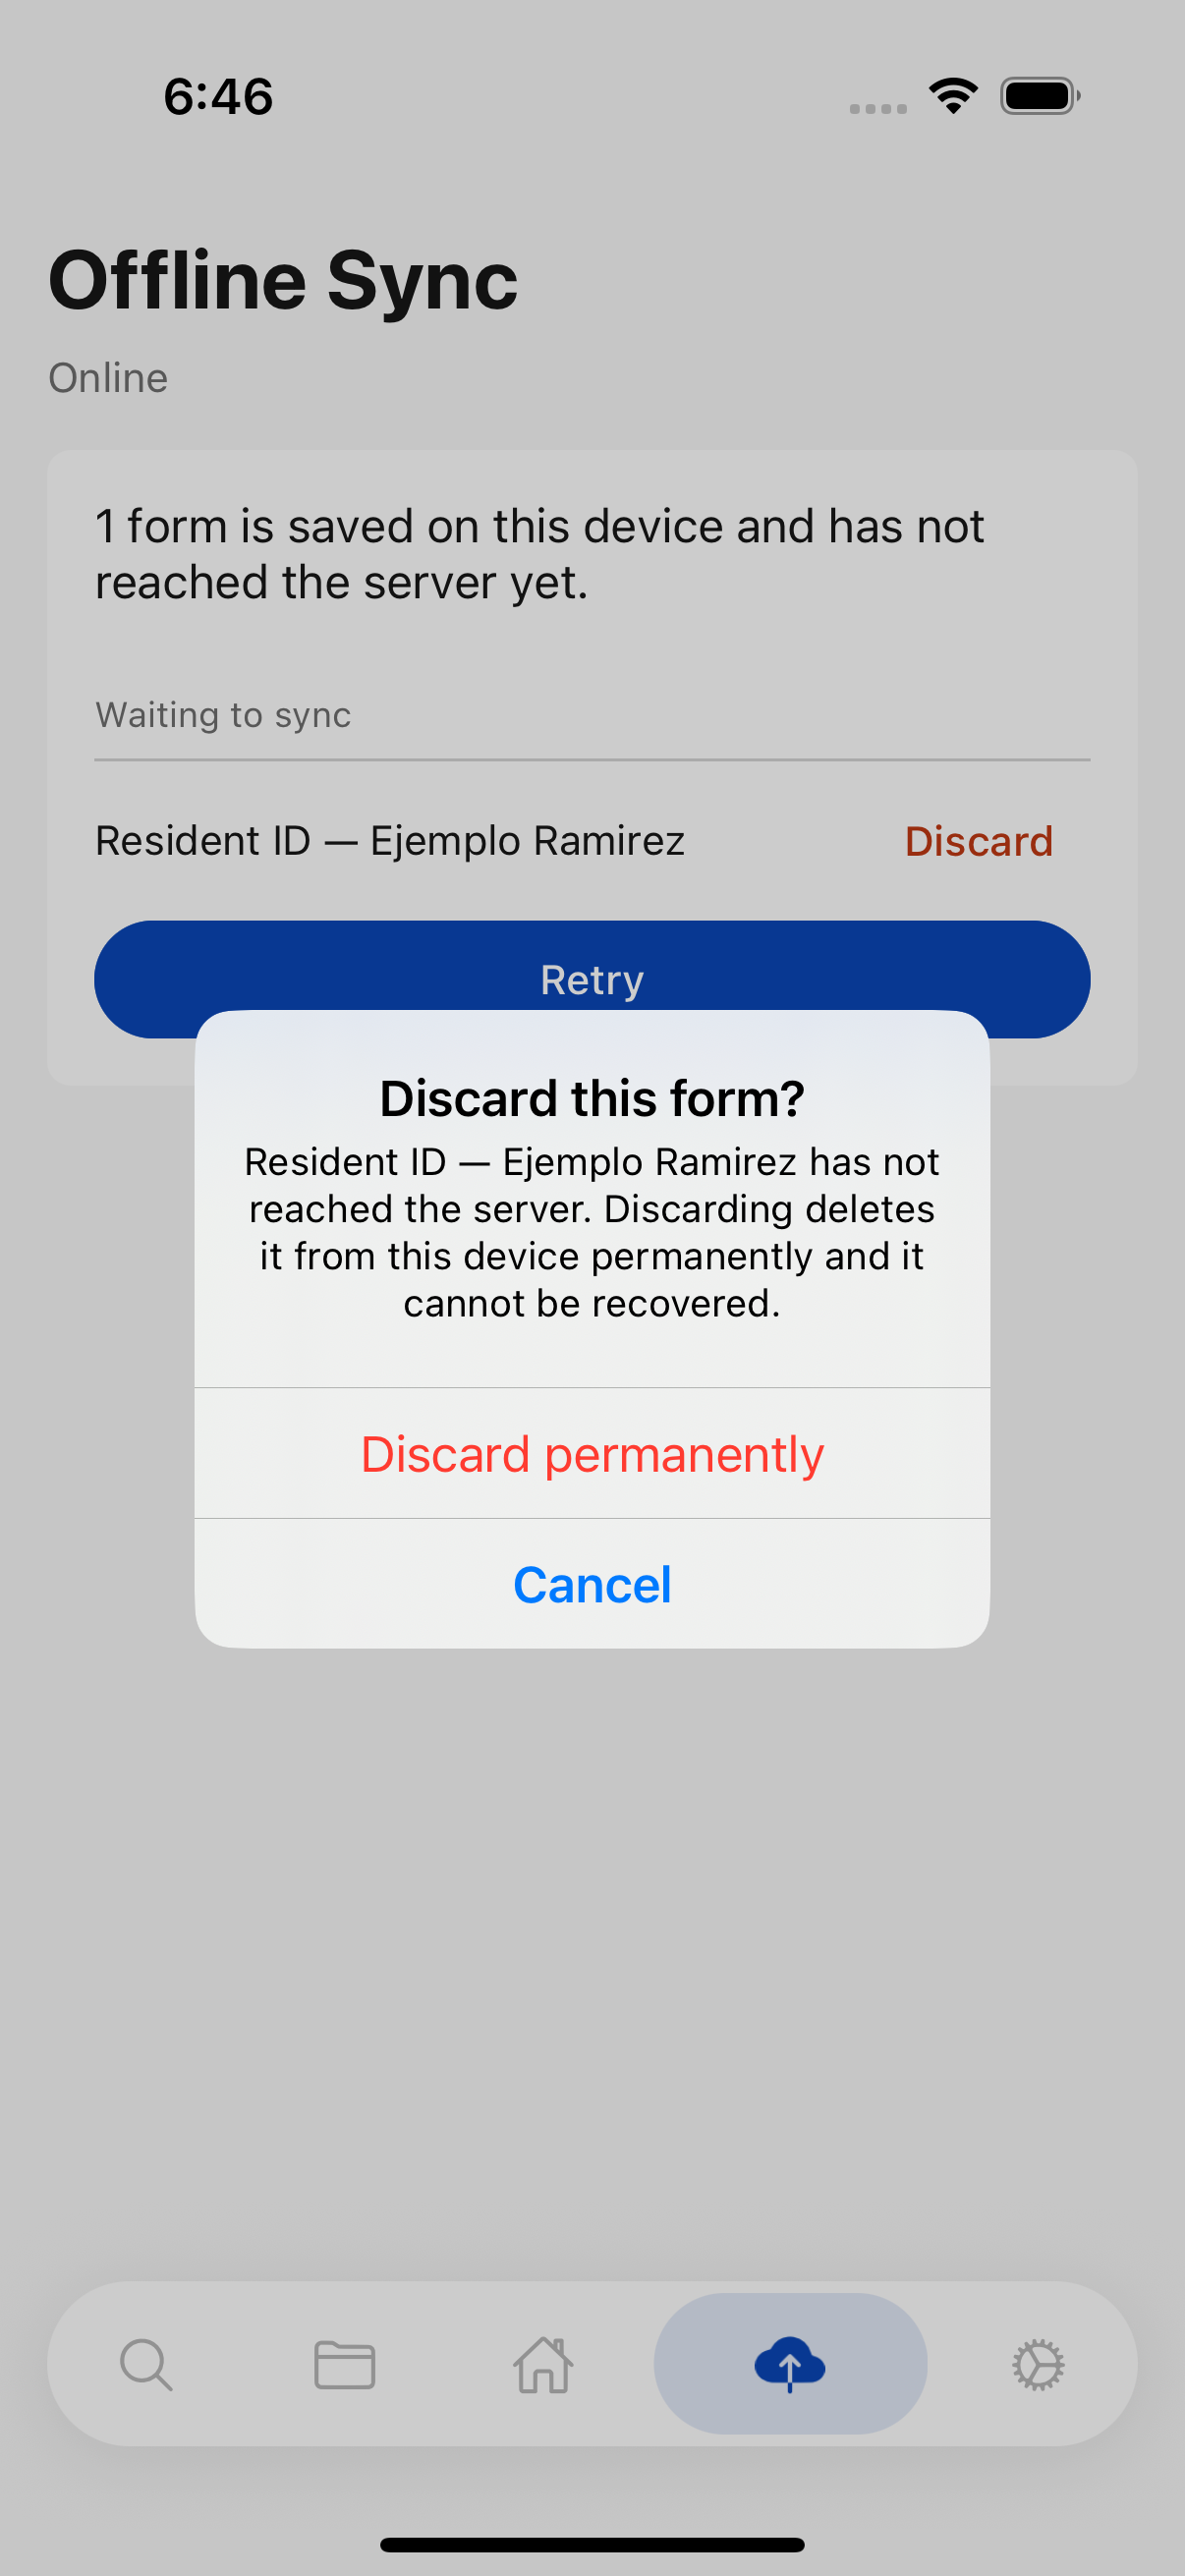 6:46
Offline Sync
Online
1 form is saved on this device and has not
reached the server yet.
Waiting to sync
Resident ID — Ejemplo Ramirez
Discard
Retry
Discard this form?
Resident ID — Ejemplo Ramirez has not
reached the server. Discarding deletes
it from this device permanently and it
cannot be recovered.
Discard permanently
Cancel